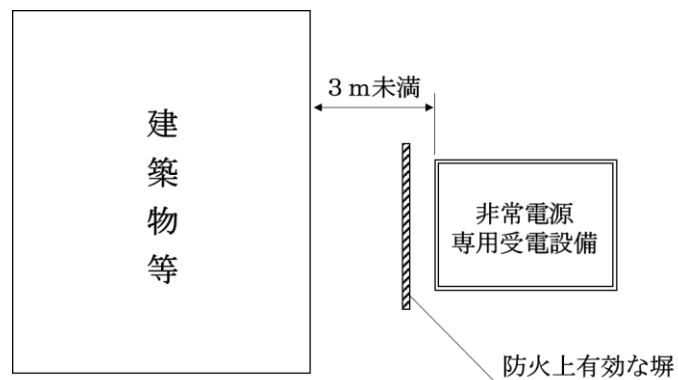 建築物等
３ｍ未満
非常電源
専用受電設備
防火上有効な塀